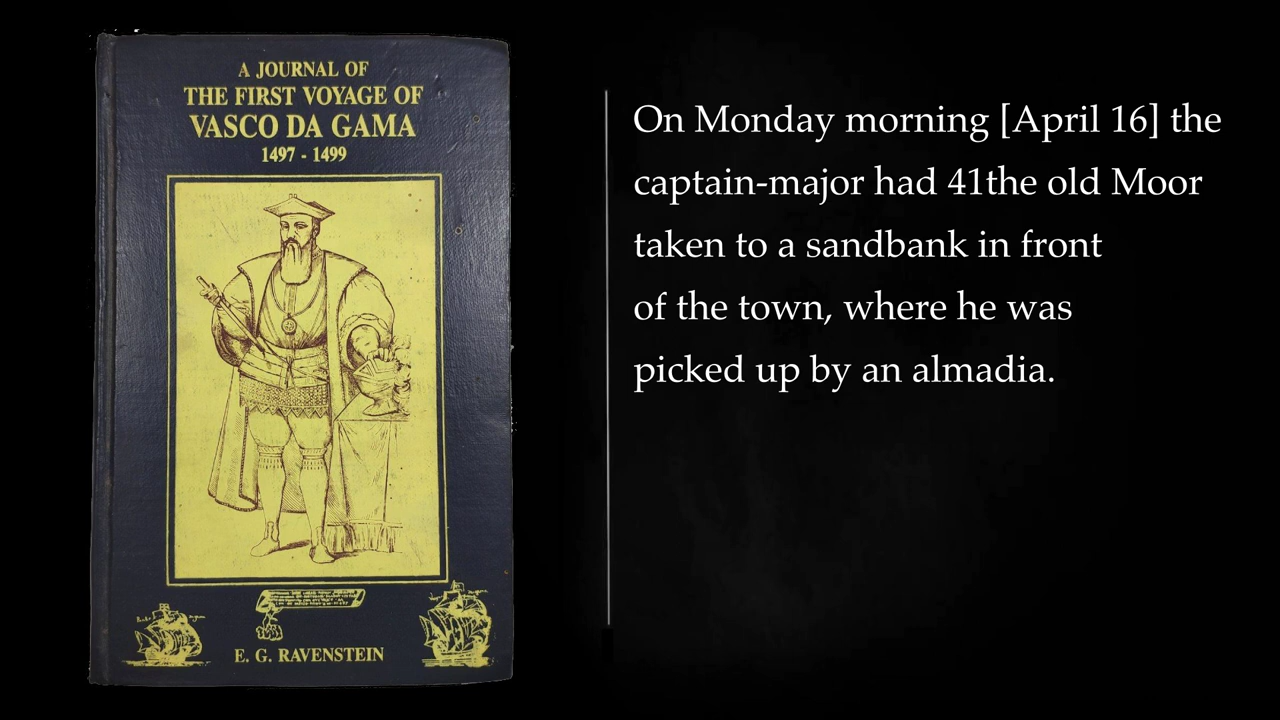 A JOURNAL OF
THE FIRST VOYAGE OF
VASCO DA GAMA
1497 - 1499
E. G. RAVENSTEIN
On Monday morning [April 16] the
captain-major had 41the old Moor
taken to a sandbank in front
of the town, where he was
picked up by an almadia.